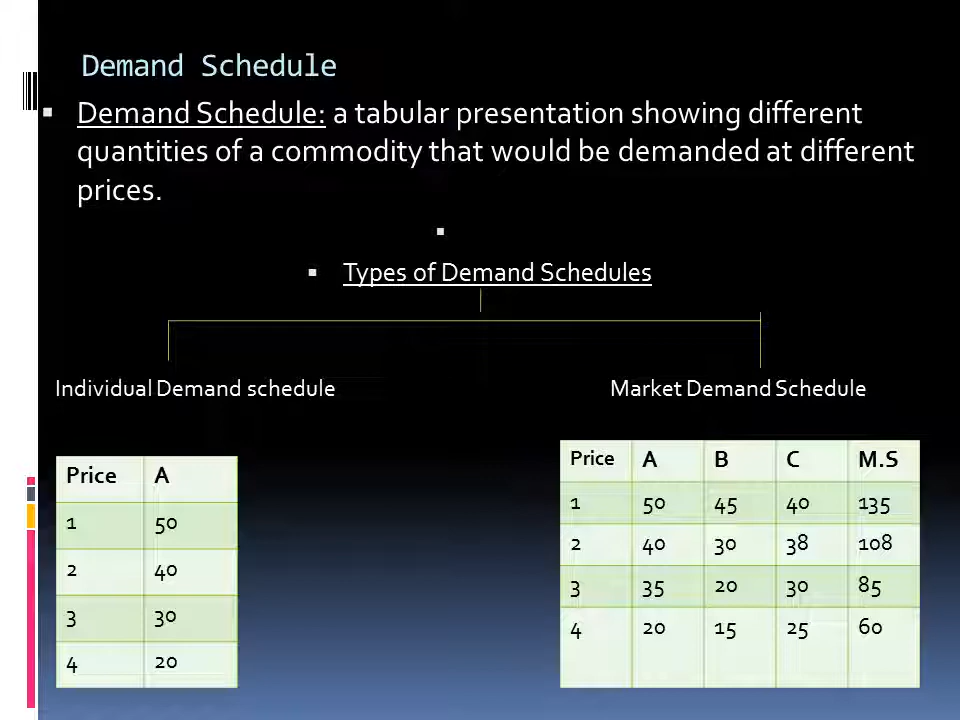 Demand Schedule
▪ Demand Schedule: a tabular presentation showing different
quantities of a commodity that would be demanded at different
prices.
▪
▪ Types of Demand Schedules
Individual Demand schedule
Market Demand Schedule
Price A
1 50
2 40
3 30
4 20
Price A B C M.S
1 50 45 40 135
2 40 30 38 108
3 35 20 30 85
4 20 15 25 60